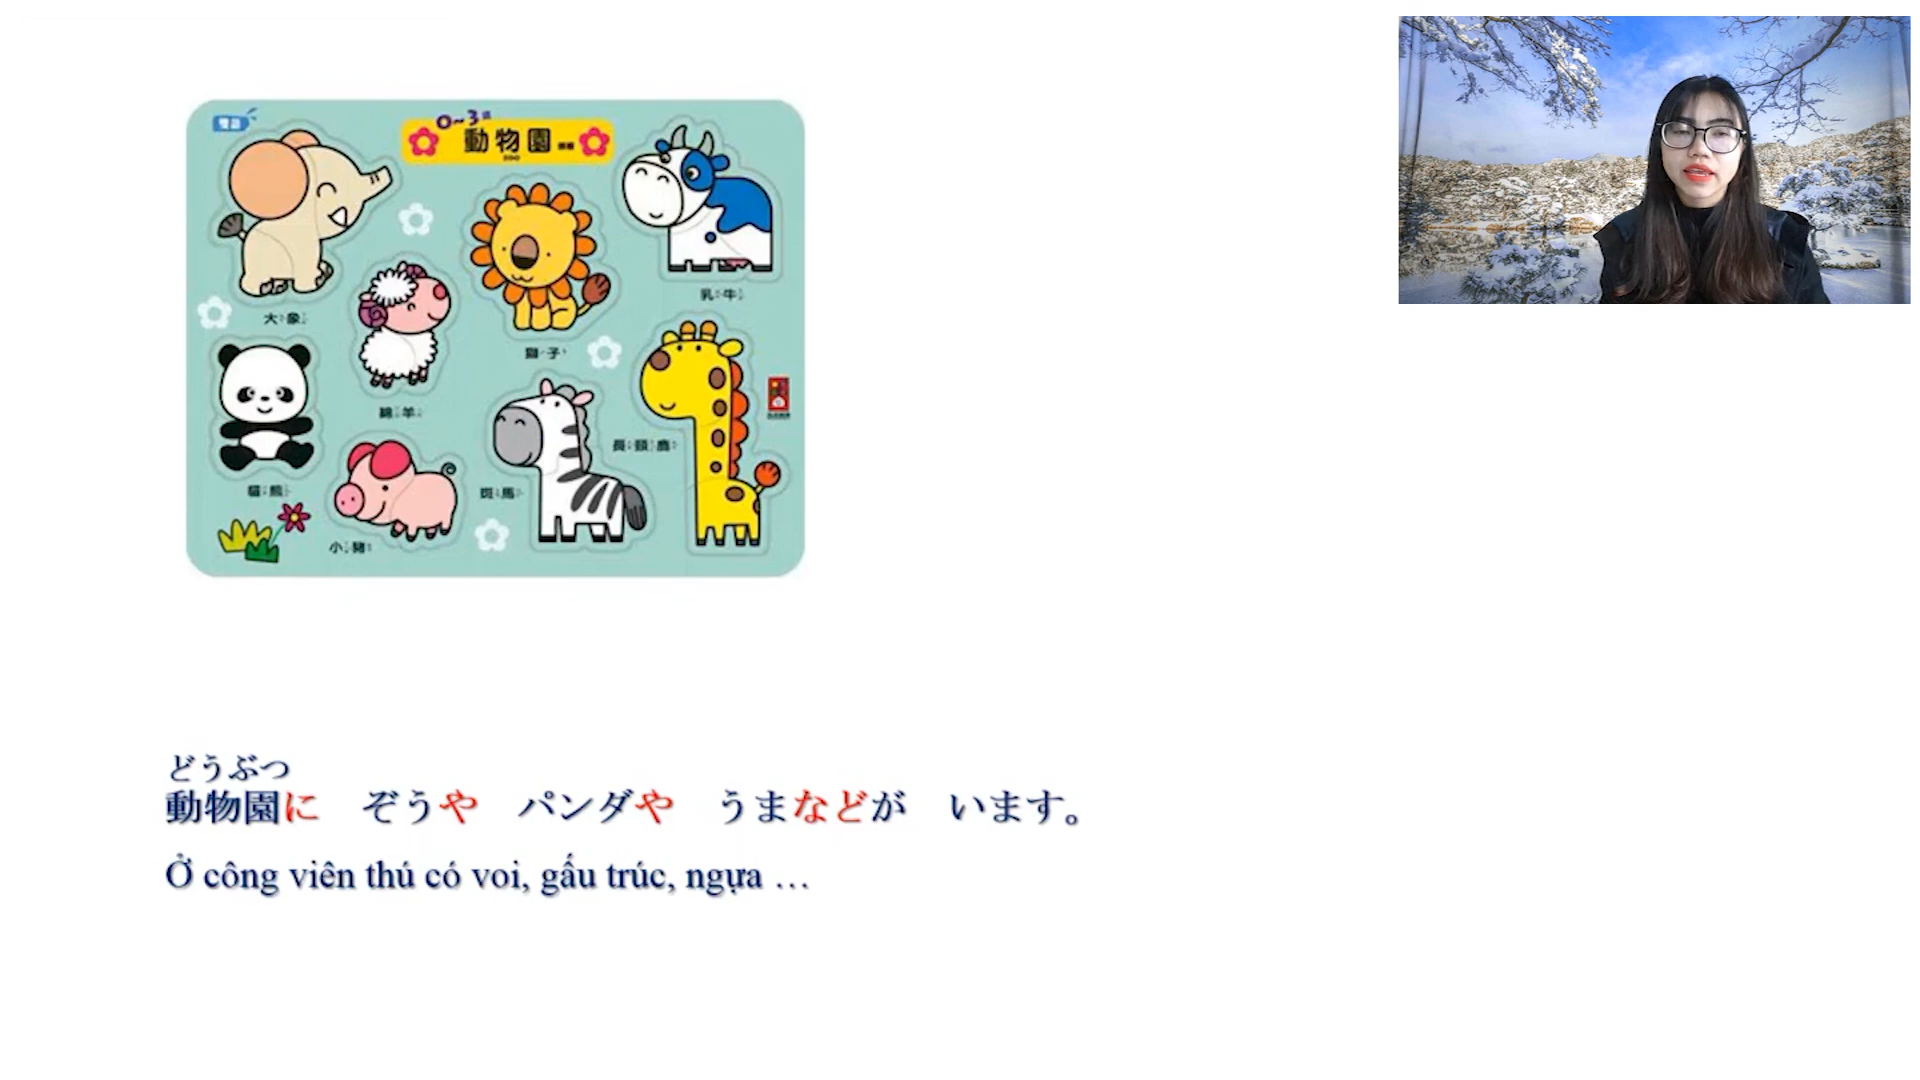 0~3歲
動物園
ZOO
大象
乳牛
獅子
綿羊
長頸鹿
貓熊
斑馬
小豬
どうぶつ
動物園に　ぞうや　パンダや　うまなどが　います。
Ở công viên thú có voi, gấu trúc, ngựa …